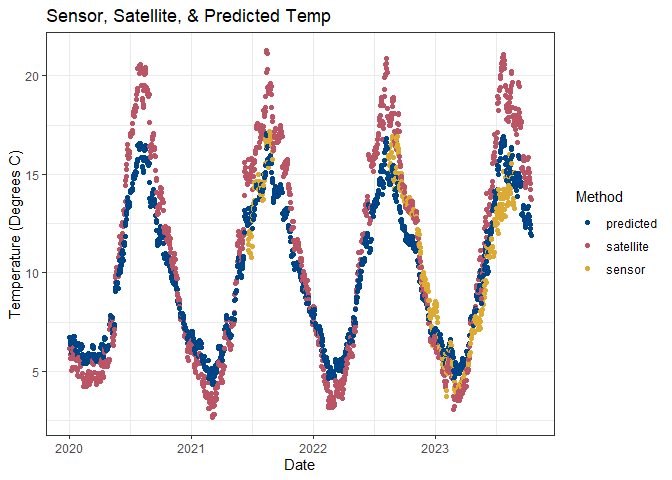 Sensor, Satellite, & Predicted Temp
Temperature (Degrees C)
20
15
10
5
2020
2021
2022
2023
Date
Method
predicted
satellite
sensor